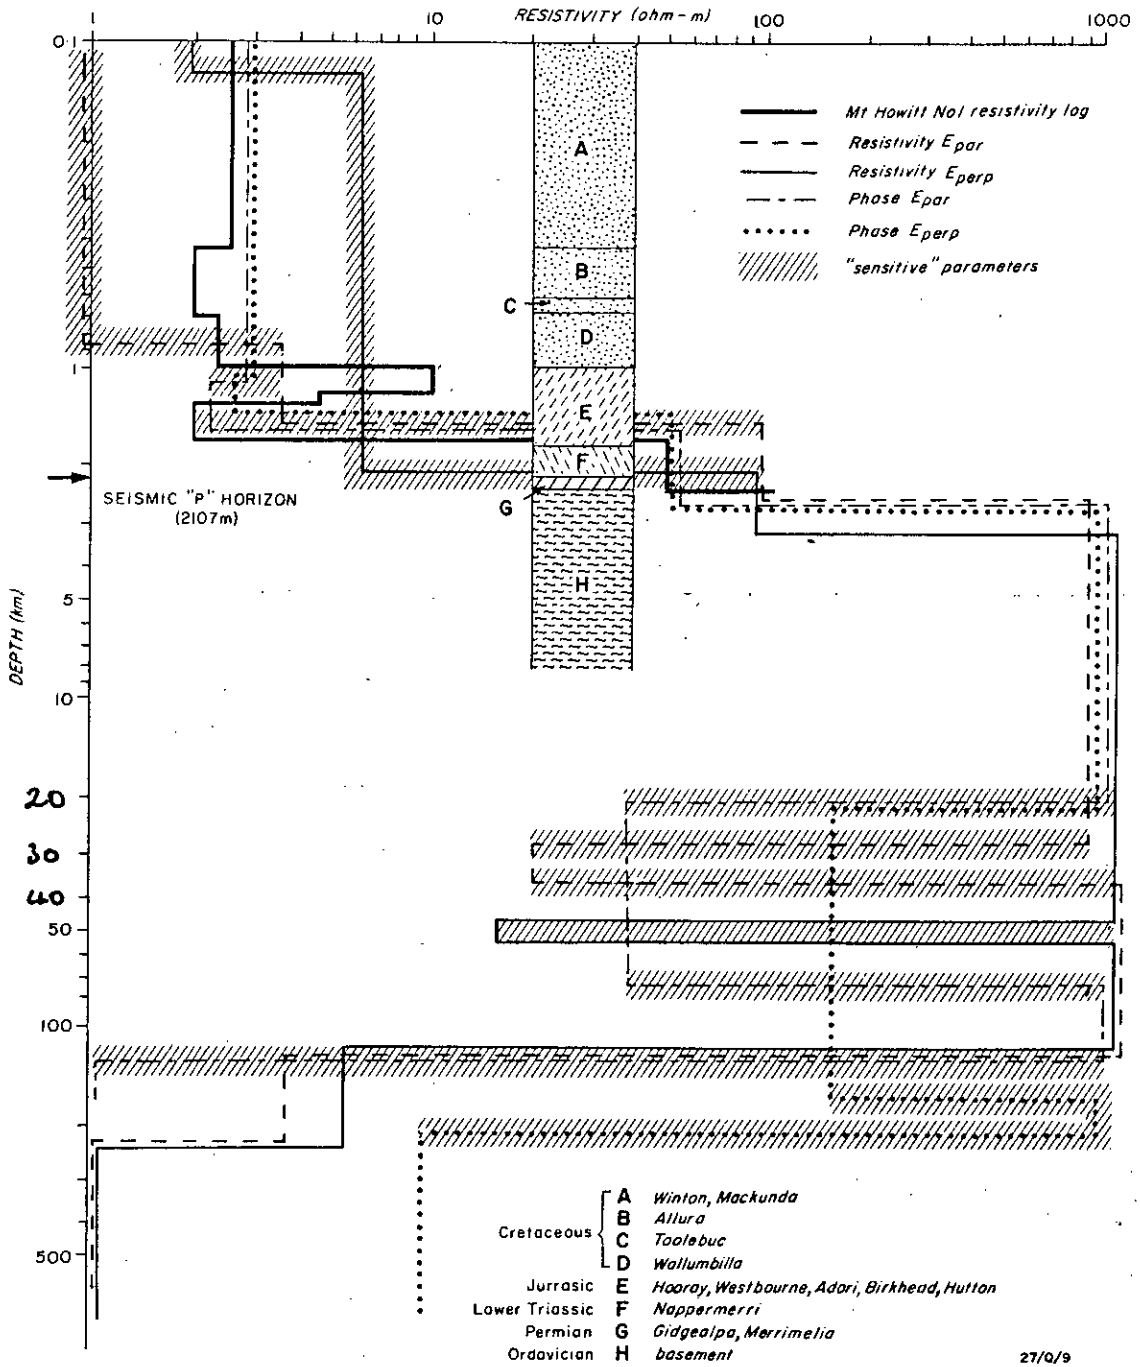 RESISTIVITY (ohm-m)
1 10 100 1000
0·1
Mt Howitt No1 resistivity log
Resistivity Epar
Resistivity Eperp
Phase Epar
Phase Eperp
"sensitive" parameters
A
B
C
D
1
E
F
SEISMIC "P" HORIZON
(2107m)
G
H
DEPTH (km)
5
10
20
30
40
50
100
500
Cretaceous
A Winton, Mackunda
B Allura
C Toolebuc
D Wallumbilla
Jurrasic E Hooray, Westbourne, Adori, Birkhead, Hutton
Lower Triassic F Nappermerri
Permian G Gidgealpa, Merrimelia
Ordovician H basement
27/Q/9